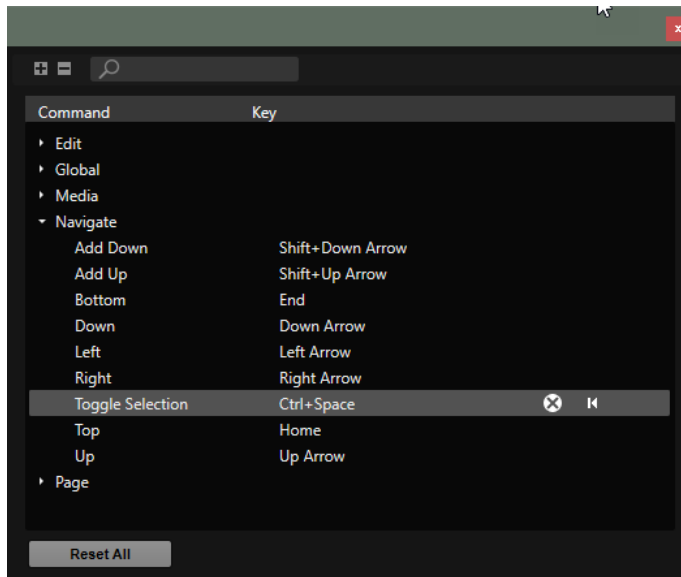 Command Key
Edit
Global
Media
Navigate
Add Down Shift+Down Arrow
Add Up Shift+Up Arrow
Bottom End
Down Down Arrow
Left Left Arrow
Right Right Arrow
Toggle Selection Ctrl+Space
Top Home
Up Up Arrow
Page
Reset All